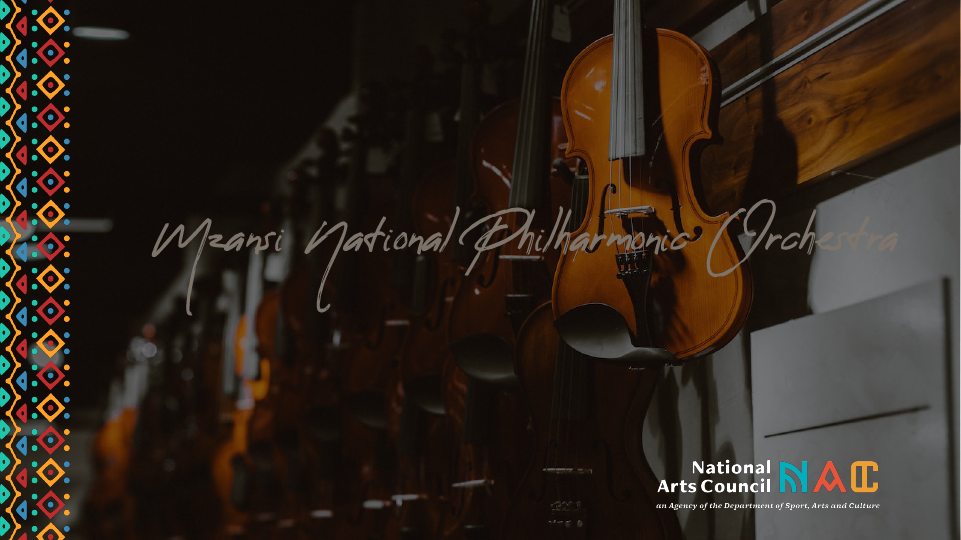 Mzansi National Philharmonic Orchestra
National
Arts Council NAC
an Agency of the Department of Sport, Arts and Culture